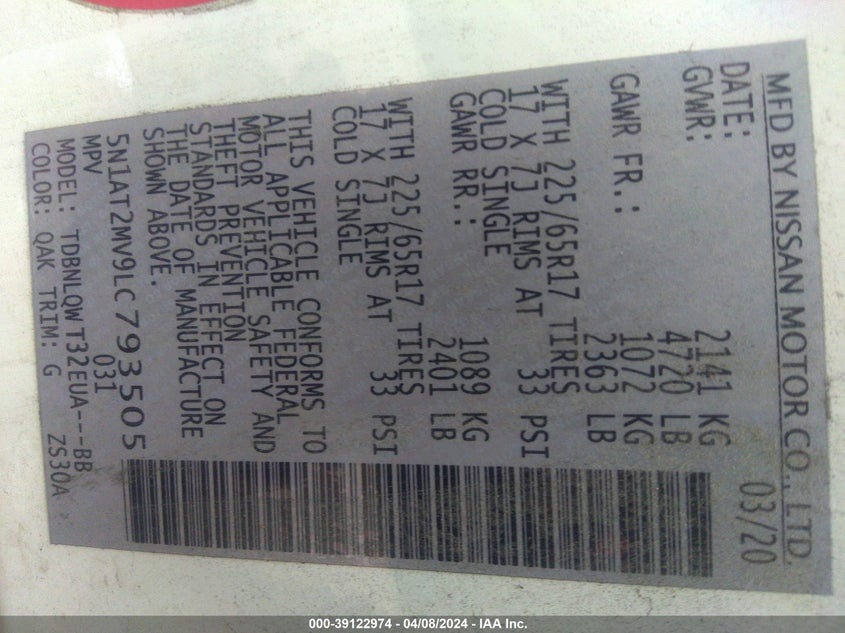 MFD BY NISSAN MOTOR CO., LTD.
DATE: 03/20
GVWR: 2141 KG
4720 LB
GAWR FR.: 1072 KG
2363 LB
WITH 225/65R17 TIRES
17 X 7J RIMS AT 33 PSI
COLD SINGLE
GAWR RR.: 1089 KG
2401 LB
WITH 225/65R17 TIRES
17 X 7J RIMS AT 33 PSI
COLD SINGLE
THIS VEHICLE CONFORMS TO
ALL APPLICABLE FEDERAL
MOTOR VEHICLE SAFETY AND
THEFT PREVENTION
STANDARDS IN EFFECT ON
THE DATE OF MANUFACTURE
SHOWN ABOVE.
5N1AT2MV9LC793505
MPV 031
MODEL: TDBNLQWT32EUA---BB
COLOR: QAK TRIM: G ZS30A
000-39122974 - 04/08/2024 - IAA Inc.